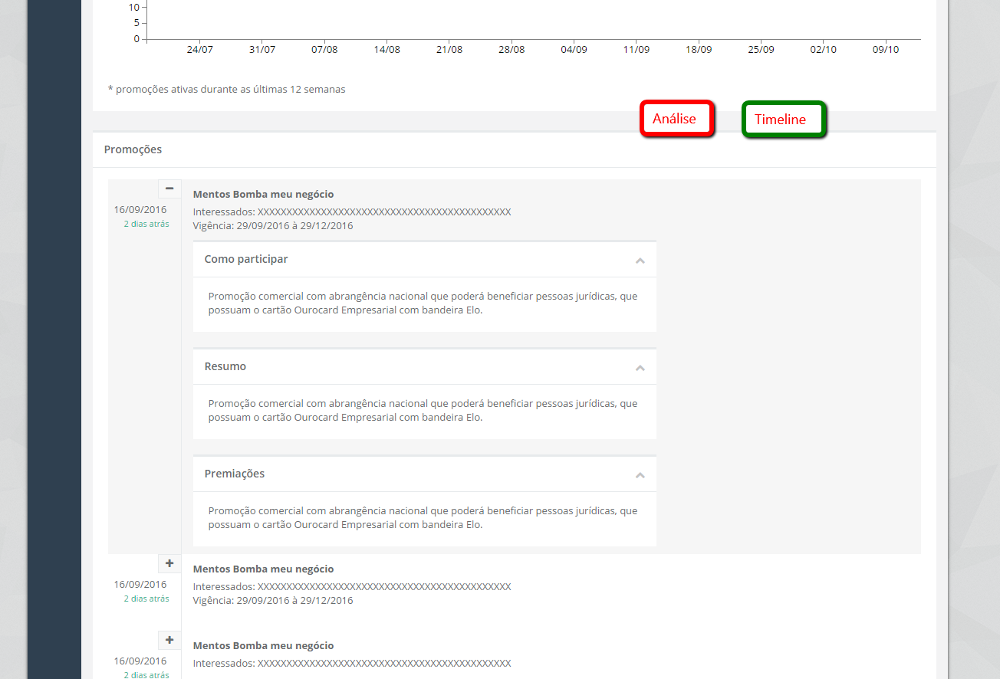 10
5
0
24/07 31/07 07/08 14/08 21/08 28/08 04/09 11/09 18/09 25/09 02/10 09/10
* promoções ativas durante as últimas 12 semanas
Análise Timeline
Promoções
Mentos Bomba meu negócio
16/09/2016 Interessados: XXXXXXXXXXXXXXXXXXXXXXXXXXXXXXXXXXXXXXXXXXXX
2 dias atrás Vigência: 29/09/2016 à 29/12/2016
Como participar
Promoção comercial com abrangência nacional que poderá beneficiar pessoas jurídicas, que
possuam o cartão Ourocard Empresarial com bandeira Elo.
Resumo
Promoção comercial com abrangência nacional que poderá beneficiar pessoas jurídicas, que
possuam o cartão Ourocard Empresarial com bandeira Elo.
Premiações
Promoção comercial com abrangência nacional que poderá beneficiar pessoas jurídicas, que
possuam o cartão Ourocard Empresarial com bandeira Elo.
Mentos Bomba meu negócio
16/09/2016 Interessados: XXXXXXXXXXXXXXXXXXXXXXXXXXXXXXXXXXXXXXXXXXXX
2 dias atrás Vigência: 29/09/2016 à 29/12/2016
Mentos Bomba meu negócio
16/09/2016 Interessados: XXXXXXXXXXXXXXXXXXXXXXXXXXXXXXXXXXXXXXXXXXXX
2 dias atrás